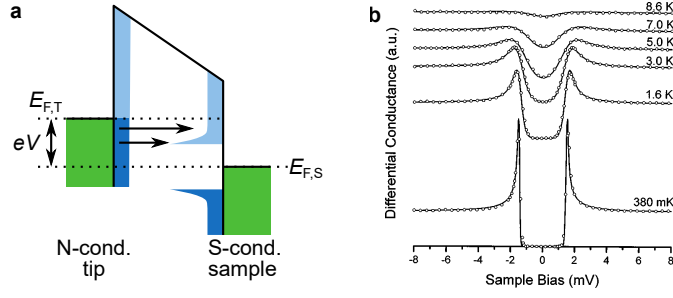 a
E_F,T
eV
E_F,S
N-cond.
tip
S-cond.
sample
b
Differential Conductance (a.u.)
8.6 K
7.0 K
5.0 K
3.0 K
1.6 K
380 mK
-8 -6 -4 -2 0 2 4 6 8
Sample Bias (mV)